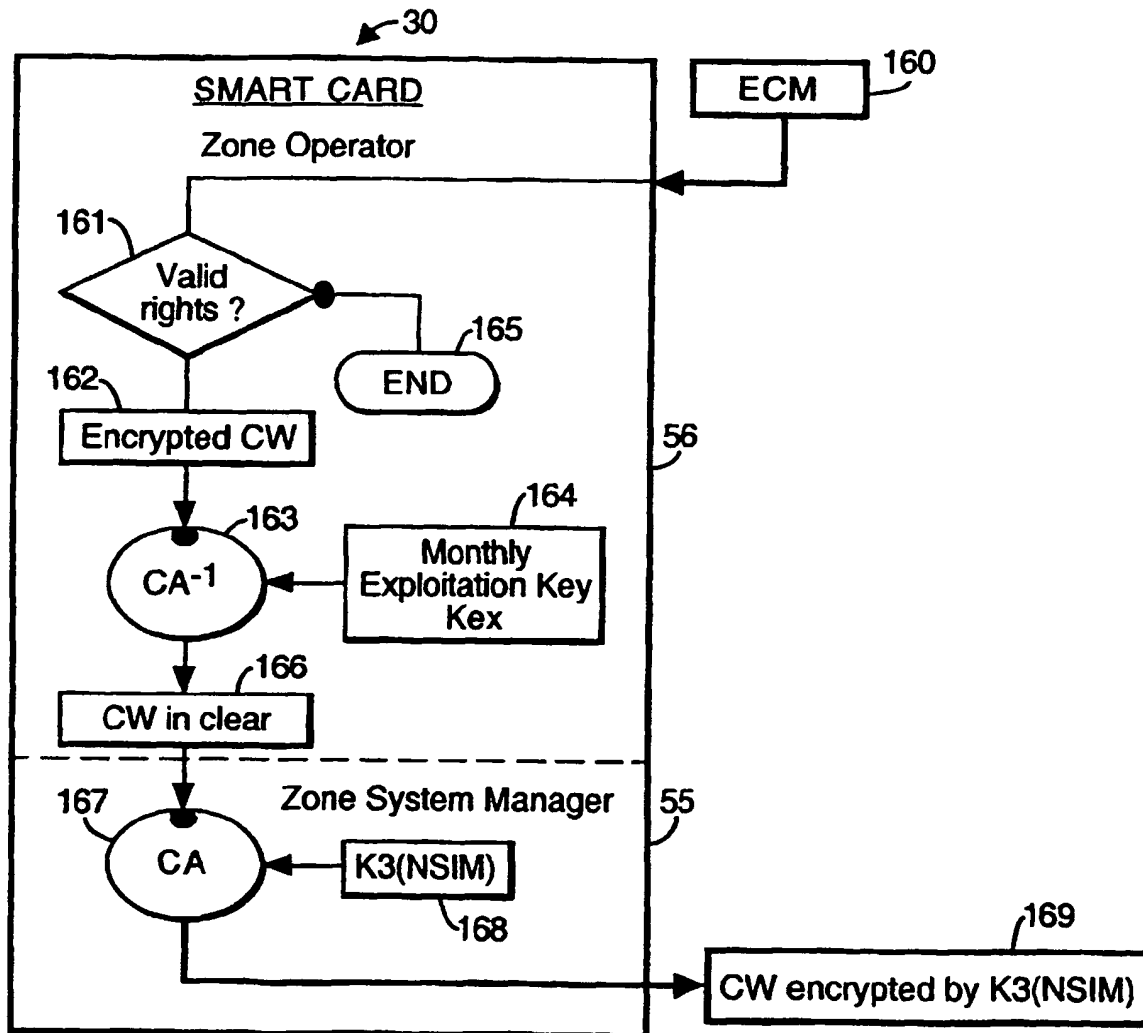 30
SMART CARD
ECM
160
Zone Operator
161
Valid
rights ?
165
END
162
Encrypted CW
56
163
CA-1
164
Monthly
Exploitation Key
Kex
166
CW in clear
Zone System Manager
55
167
CA
K3(NSIM)
168
169
CW encrypted by K3(NSIM)